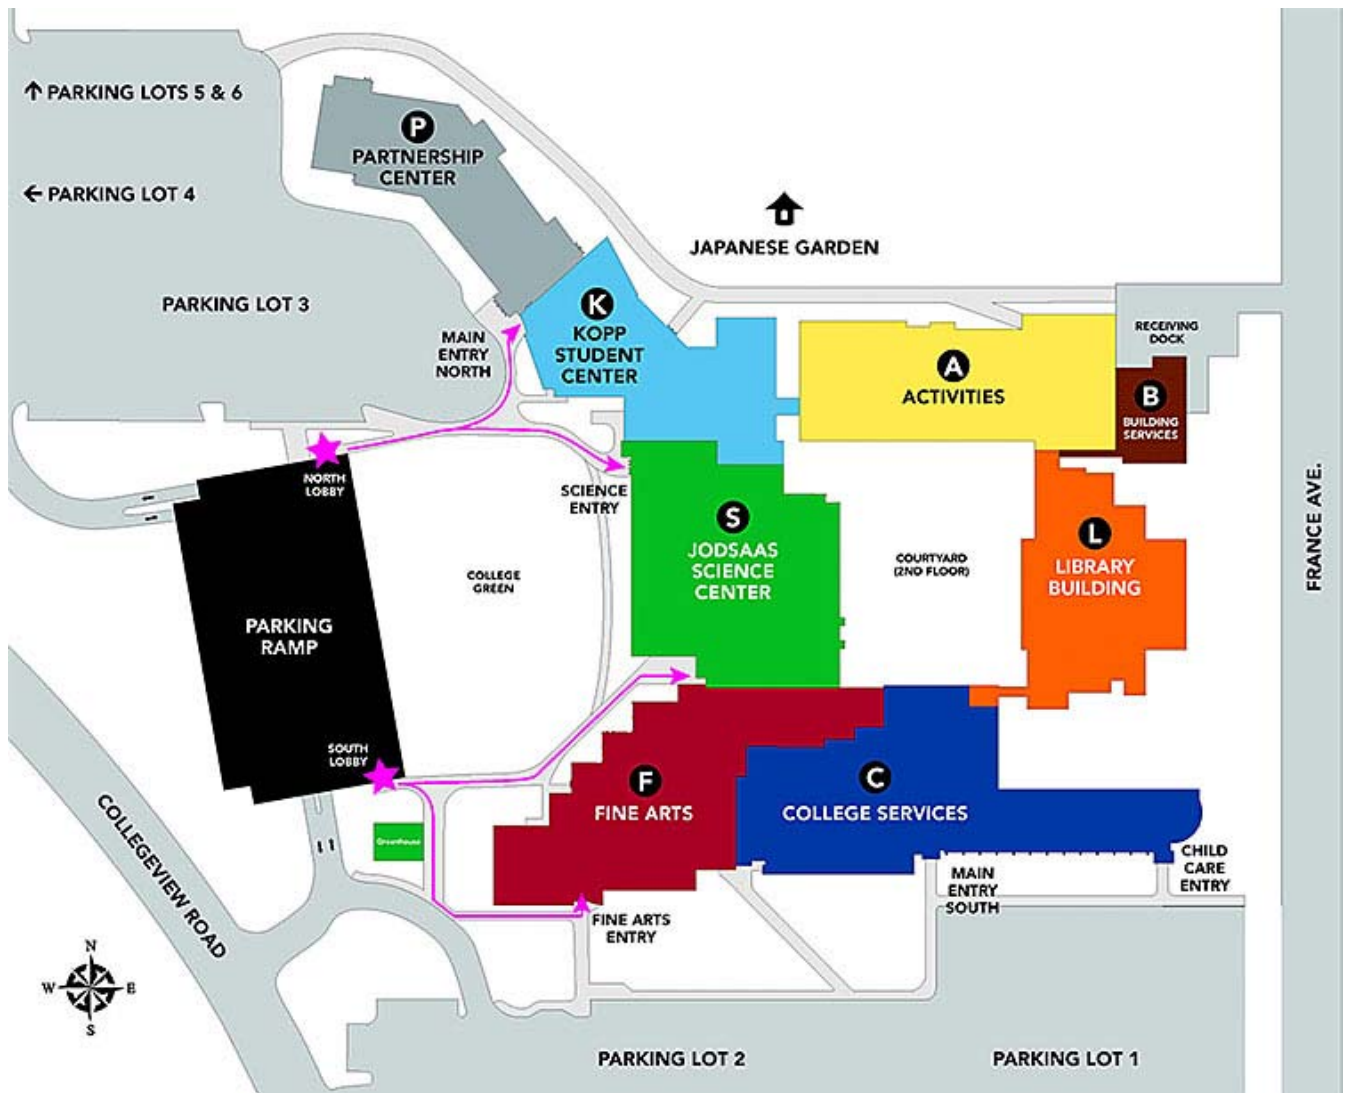 PARKING LOTS 5 & 6
PARKING LOT 4
P
PARTNERSHIP
CENTER
JAPANESE GARDEN
PARKING LOT 3
MAIN
ENTRY
NORTH
K
KOPP
STUDENT
CENTER
A
ACTIVITIES
RECEIVING
DOCK
B
BUILDING
SERVICES
NORTH
LOBBY
SCIENCE
ENTRY
S
JODSAAS
SCIENCE
CENTER
COURTYARD
(2ND FLOOR)
L
LIBRARY
BUILDING
FRANCE AVE.
COLLEGE
GREEN
PARKING
RAMP
SOUTH
LOBBY
F
FINE ARTS
C
COLLEGE SERVICES
Greenhouse
COLLEGEVIEW ROAD
CHILD
CARE
ENTRY
MAIN
ENTRY
SOUTH
FINE ARTS
ENTRY
N
W E
S
PARKING LOT 2
PARKING LOT 1